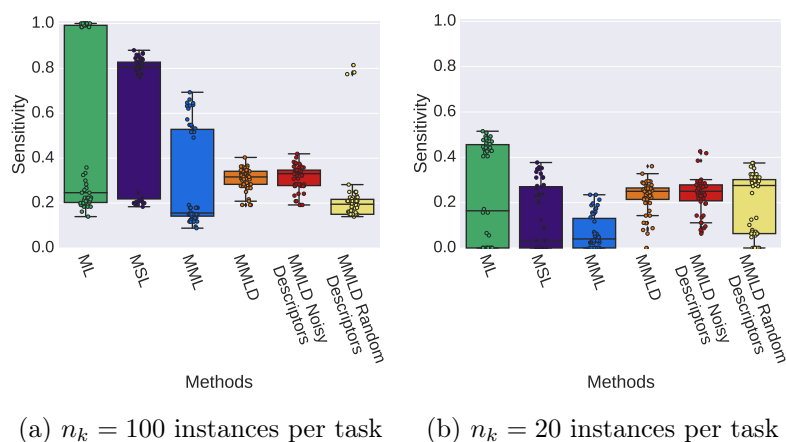 1.0
0.8
0.6
0.4
0.2
0.0
Sensitivity
ML
MSL
MML
MMLD
MMLD Noisy
Descriptors
MMLD Random
Descriptors
Methods
(a) n_k = 100 instances per task
1.0
0.8
0.6
0.4
0.2
0.0
Sensitivity
ML
MSL
MML
MMLD
MMLD Noisy
Descriptors
MMLD Random
Descriptors
Methods
(b) n_k = 20 instances per task